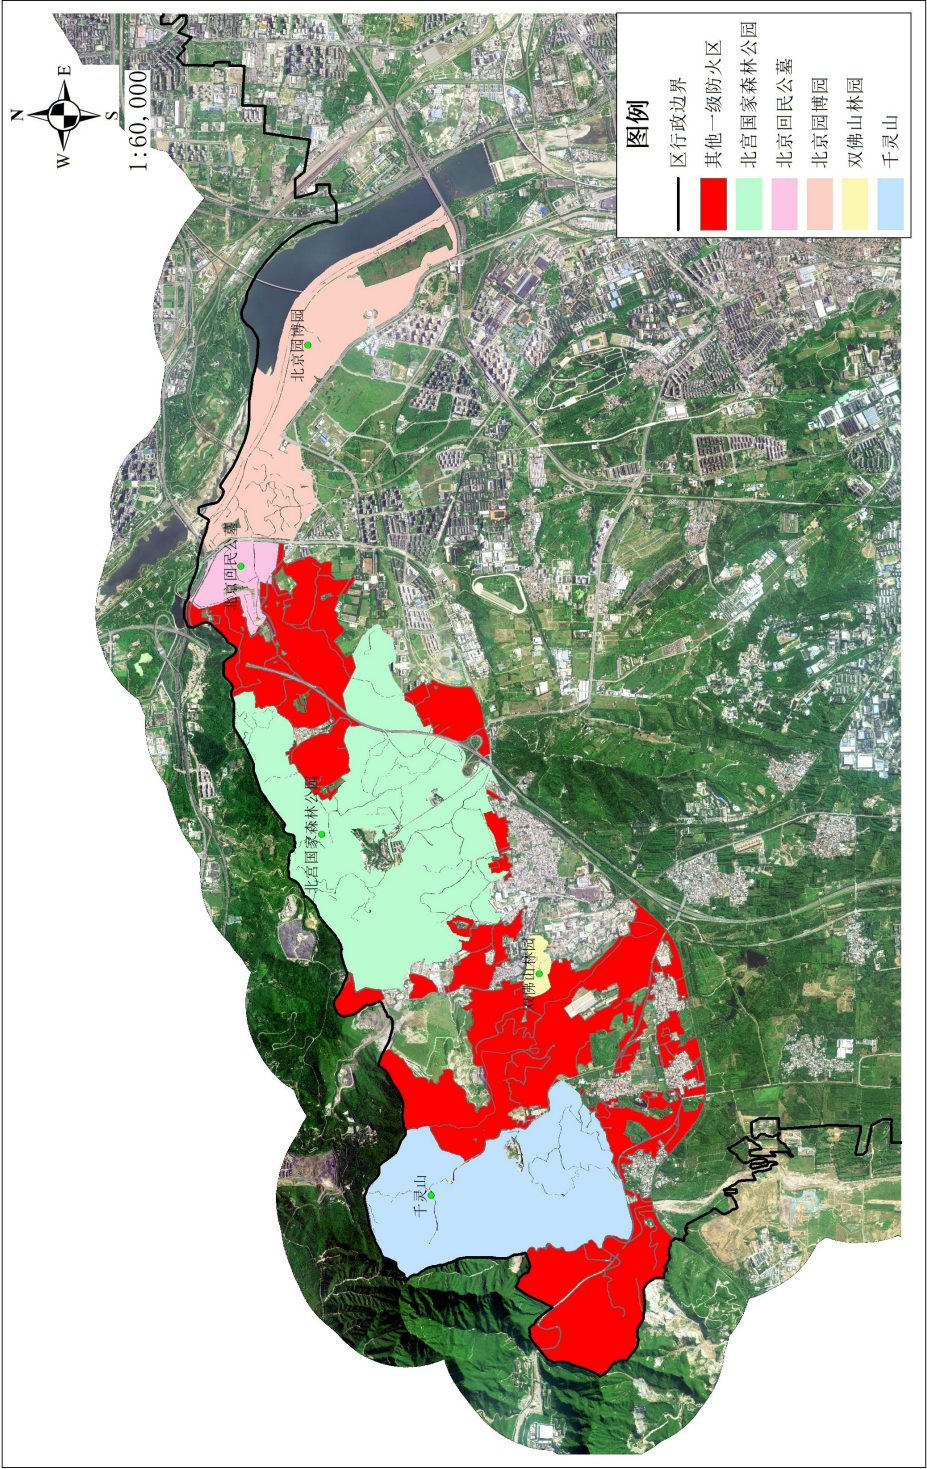 N
W
E
S
1:60,000
北京园博园
北京回民公墓
北宫国家森林公园
双佛山林园
千灵山
图例
区行政边界
其他一级防火区
北宫国家森林公园
北京回民公墓
北京园博园
双佛山林园
千灵山